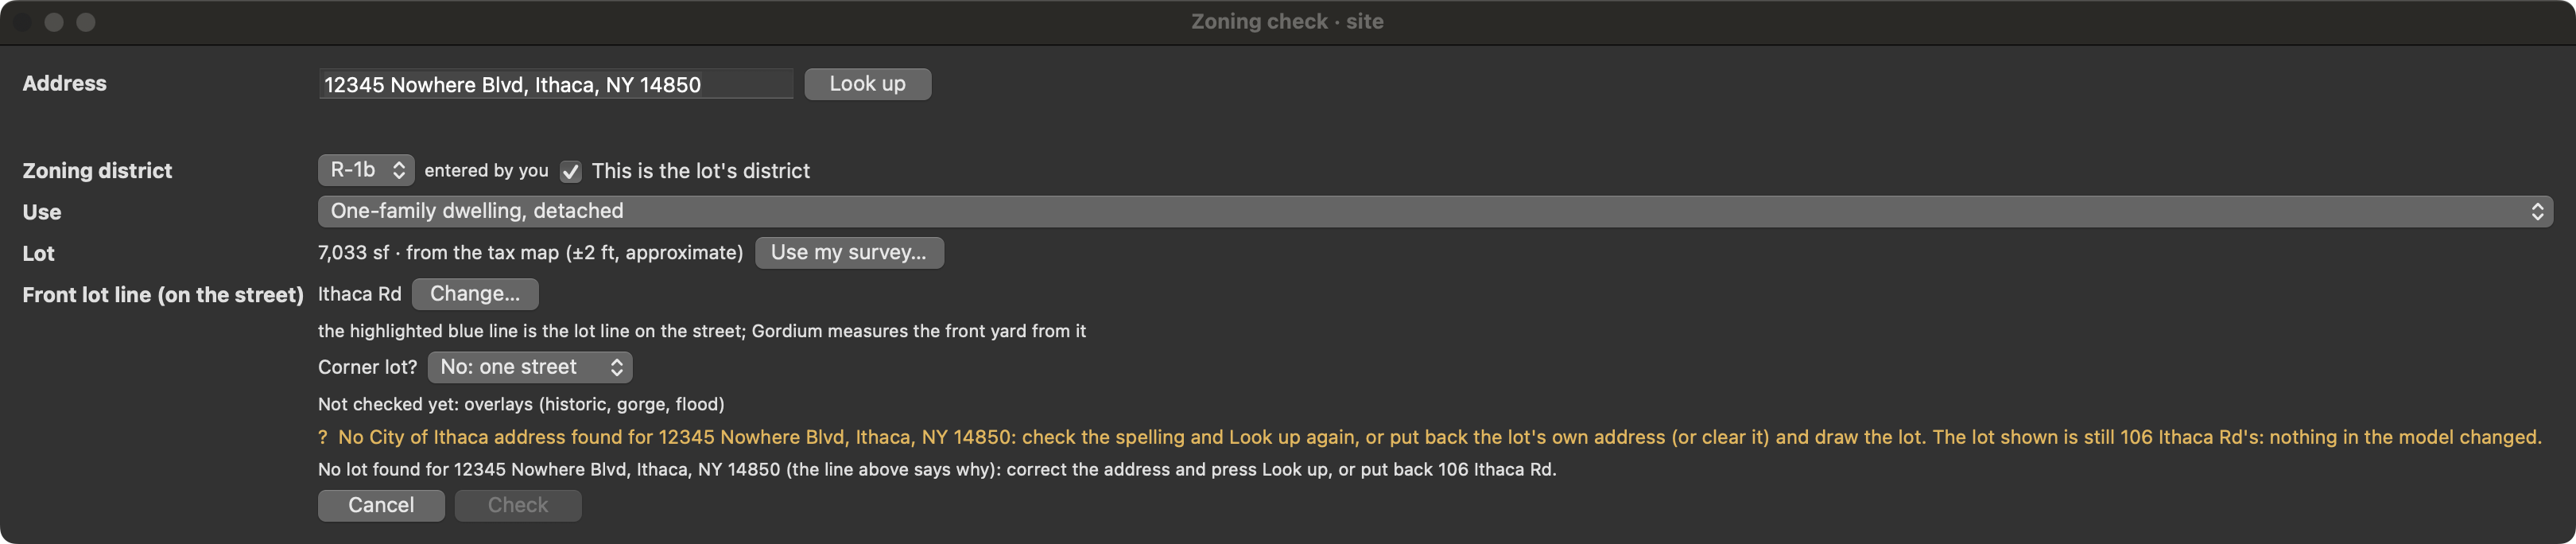 Zoning check · site
Address 12345 Nowhere Blvd, Ithaca, NY 14850 Look up
Zoning district R-1b entered by you This is the lot's district
Use One-family dwelling, detached
Lot 7,033 sf · from the tax map (±2 ft, approximate) Use my survey...
Front lot line (on the street) Ithaca Rd Change...
the highlighted blue line is the lot line on the street; Gordium measures the front yard from it
Corner lot? No: one street
Not checked yet: overlays (historic, gorge, flood)
? No City of Ithaca address found for 12345 Nowhere Blvd, Ithaca, NY 14850: check the spelling and Look up again, or put back the lot's own address (or clear it) and draw the lot. The lot shown is still 106 Ithaca Rd's: nothing in the model changed.
No lot found for 12345 Nowhere Blvd, Ithaca, NY 14850 (the line above says why): correct the address and press Look up, or put back 106 Ithaca Rd.
Cancel Check